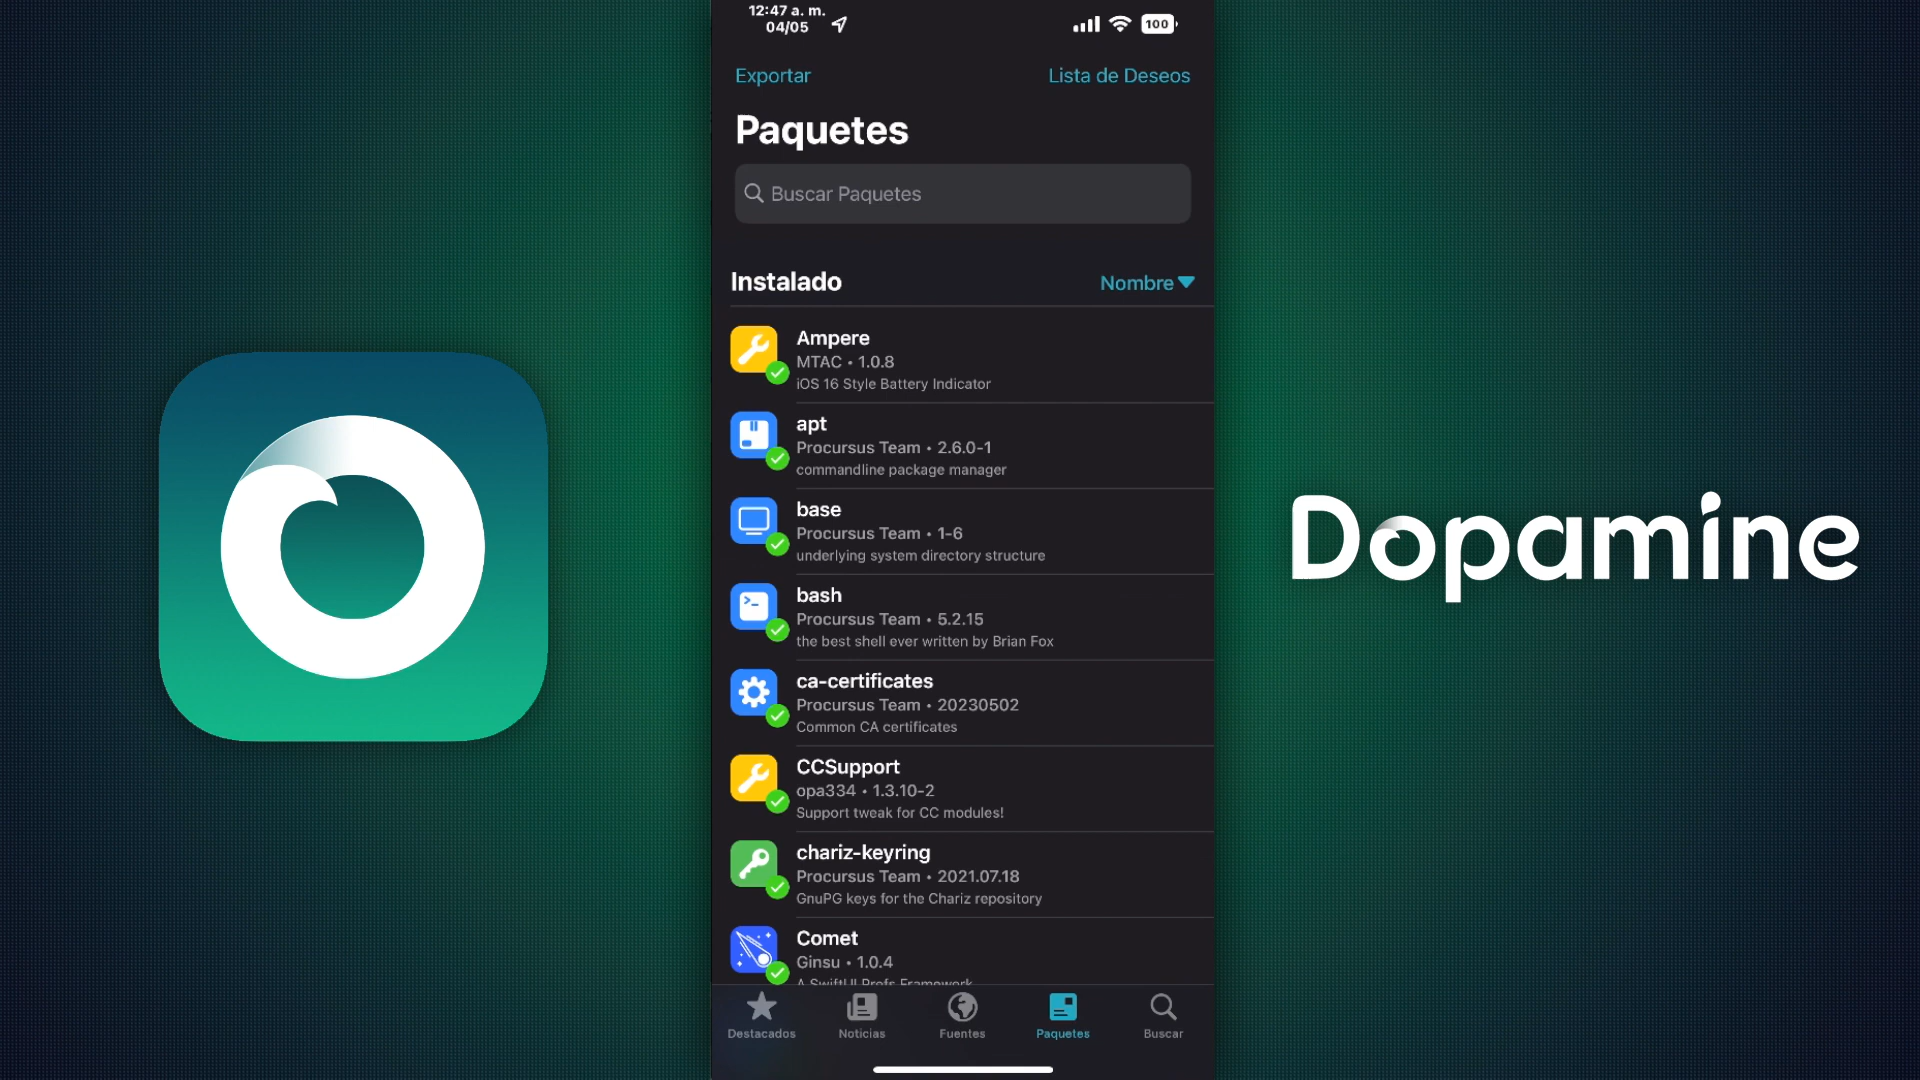 12:47 a. m.
04/05
100
Exportar
Lista de Deseos
Paquetes
Buscar Paquetes
Instalado
Nombre
Ampere
MTAC • 1.0.8
iOS 16 Style Battery Indicator
apt
Procursus Team • 2.6.0-1
commandline package manager
base
Procursus Team • 1-6
underlying system directory structure
bash
Procursus Team • 5.2.15
the best shell ever written by Brian Fox
ca-certificates
Procursus Team • 20230502
Common CA certificates
CCSupport
opa334 • 1.3.10-2
Support tweak for CC modules!
chariz-keyring
Procursus Team • 2021.07.18
GnuPG keys for the Chariz repository
Comet
Ginsu • 1.0.4
A SwiftUI Prefs Framework
Destacados
Noticias
Fuentes
Paquetes
Buscar
Dopamine